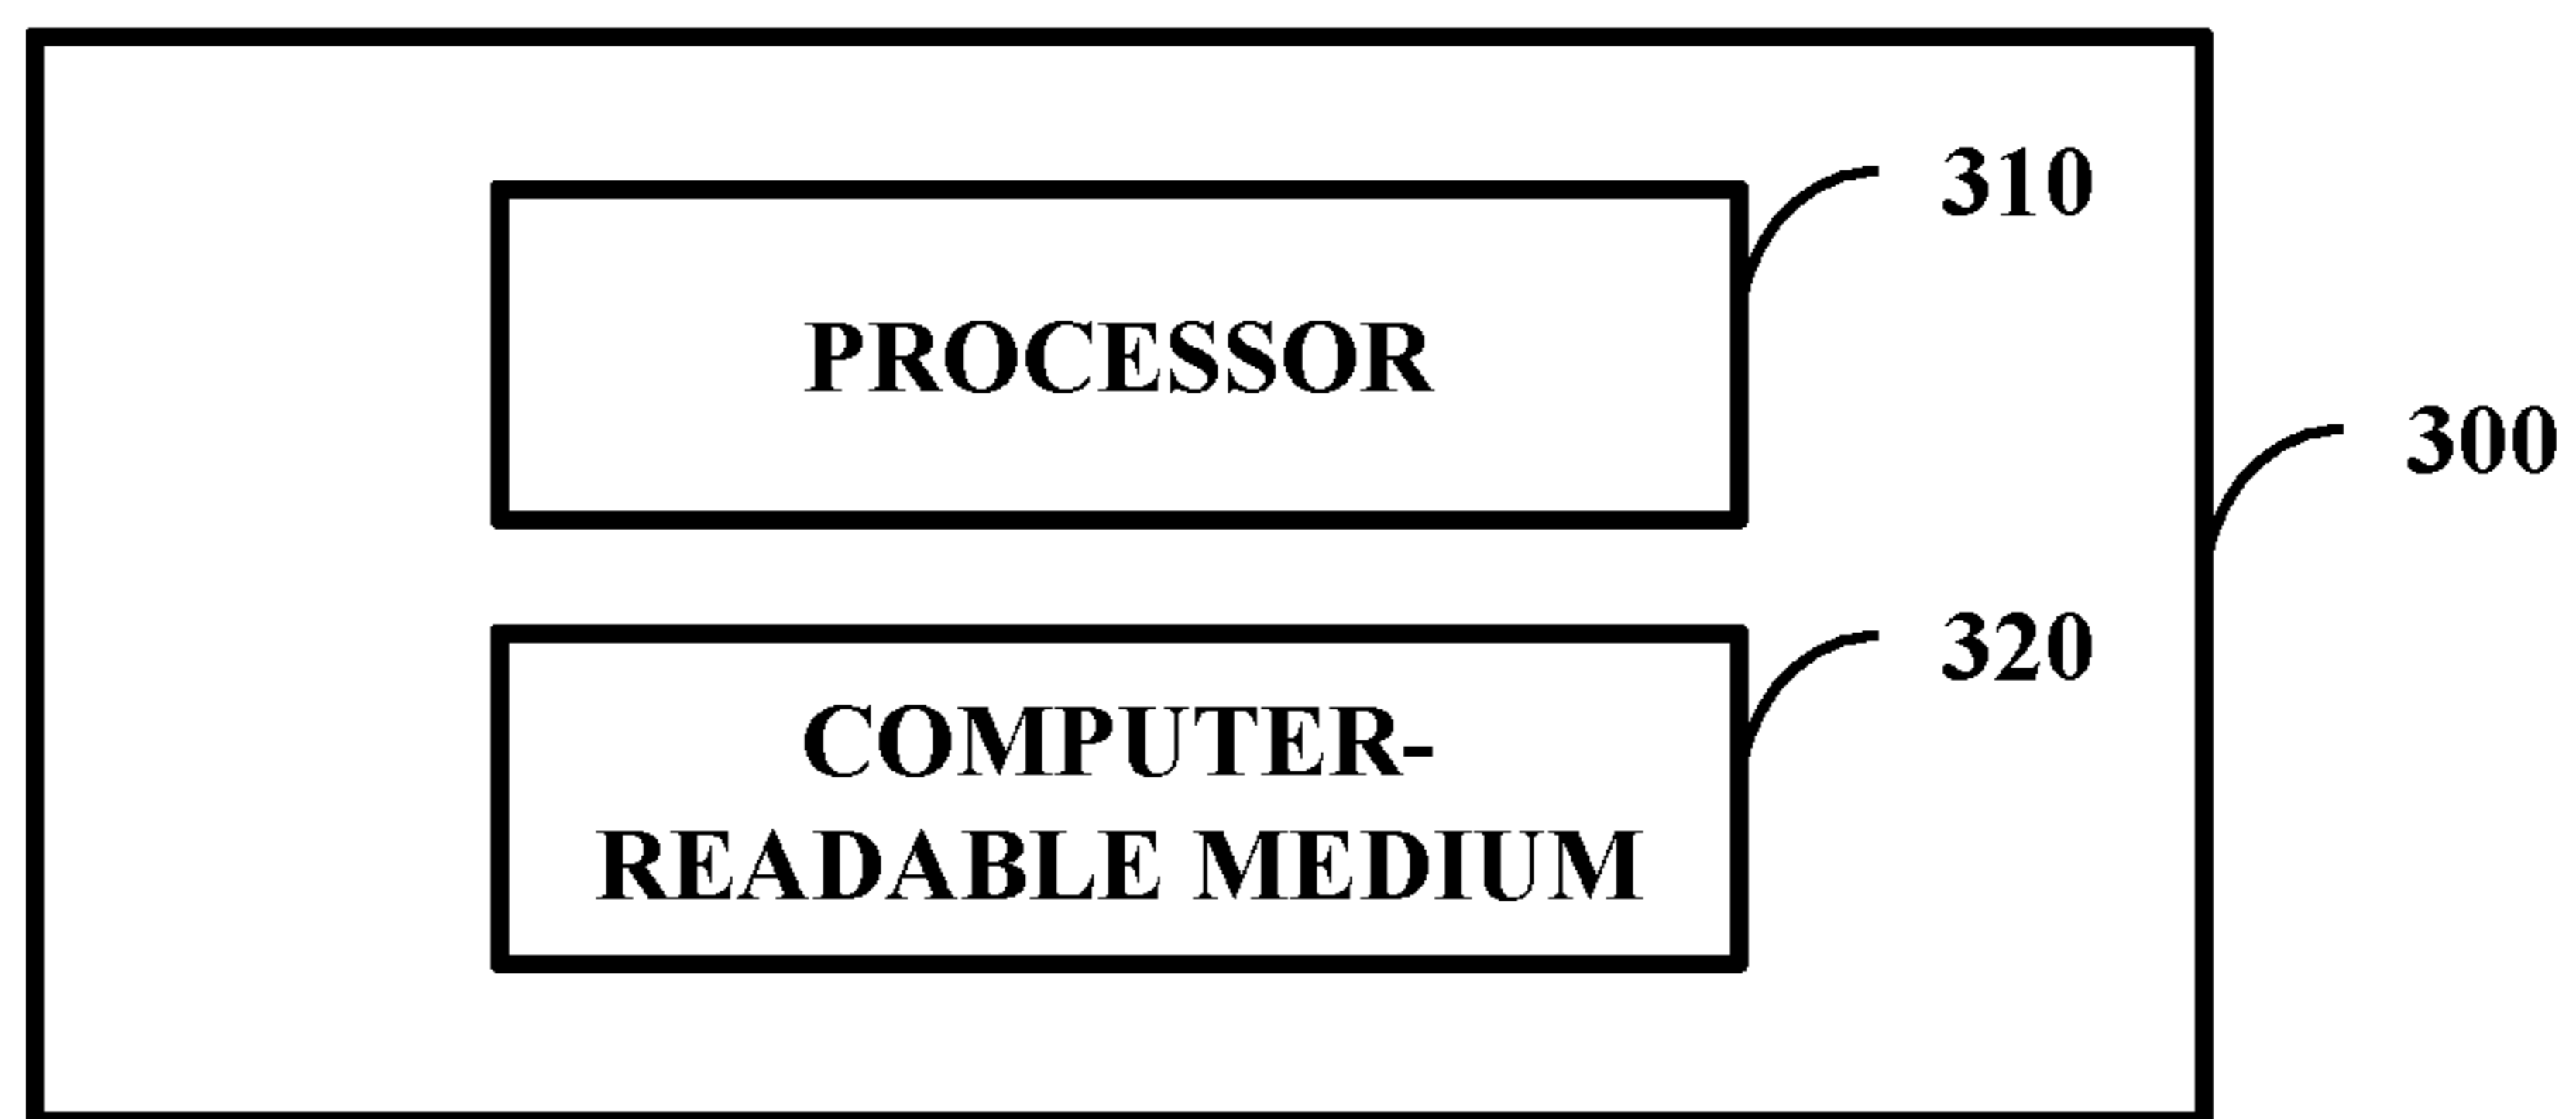 310
PROCESSOR
300
320
COMPUTER-
READABLE MEDIUM